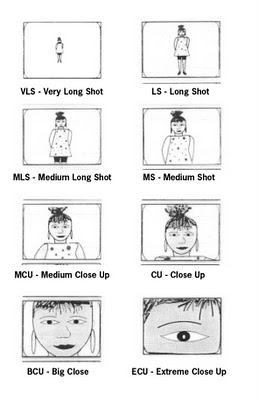 VLS - Very Long Shot
LS - Long Shot
MLS - Medium Long Shot
MS - Medium Shot
MCU - Medium Close Up
CU - Close Up
BCU - Big Close
ECU - Extreme Close Up